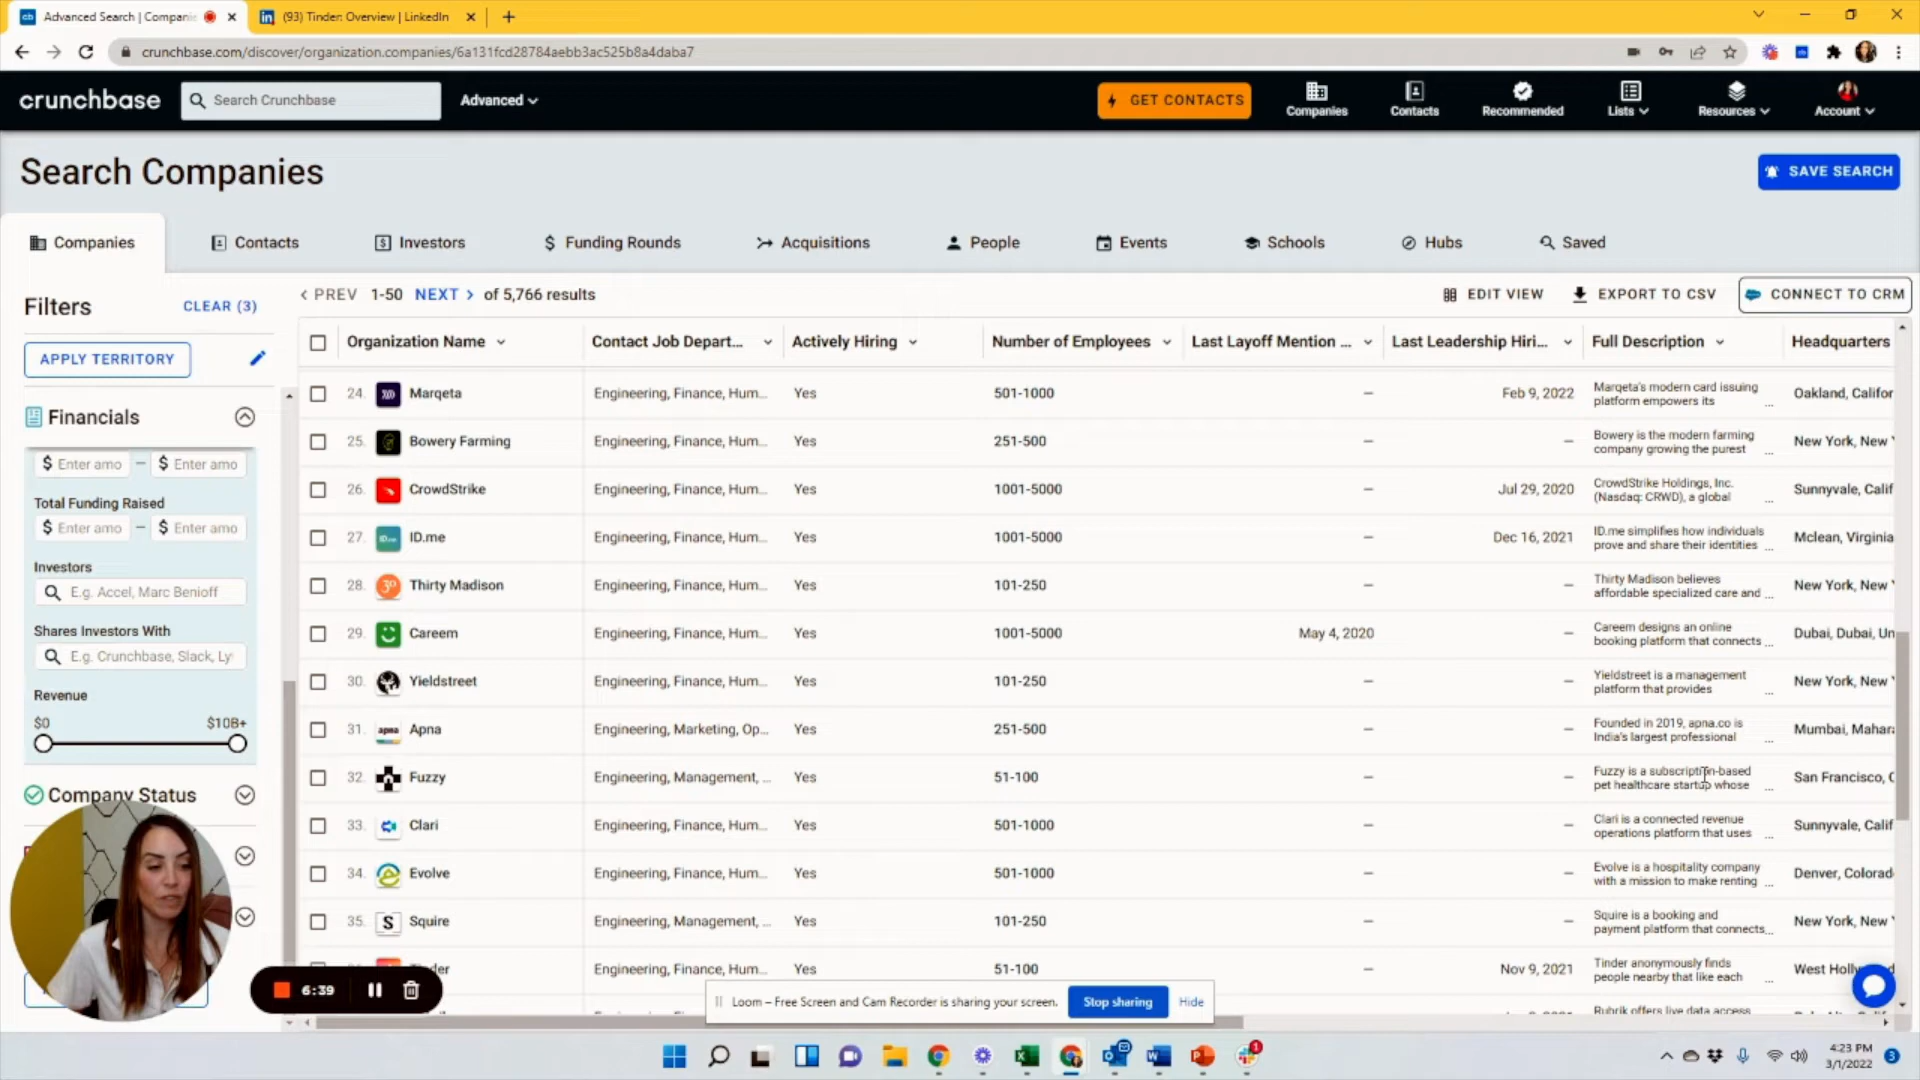 Advanced Search | Companie
(93) Tinder: Overview | LinkedIn
crunchbase.com/discover/organization.companies/6a131fcd28784aebb3ac525b8a4daba7
crunchbase
Search Crunchbase
Advanced
GET CONTACTS
Companies
Contacts
Recommended
Lists
Resources
Account
Search Companies
SAVE SEARCH
Companies
Contacts
Investors
Funding Rounds
Acquisitions
People
Events
Schools
Hubs
Saved
Filters
CLEAR (3)
PREV 1-50 NEXT of 5,766 results
EDIT VIEW
EXPORT TO CSV
CONNECT TO CRM
APPLY TERRITORY
Financials
$ Enter amo – $ Enter amo
Total Funding Raised
$ Enter amo – $ Enter amo
Investors
E.g. Accel, Marc Benioff
Shares Investors With
E.g. Crunchbase, Slack, Ly
Revenue
$0 $10B+
Company Status
Organization Name Contact Job Depart... Actively Hiring Number of Employees Last Layoff Mention ... Last Leadership Hiri... Full Description Headquarters
24. Marqeta Engineering, Finance, Hum... Yes 501-1000 — Feb 9, 2022 Marqeta's modern card issuing platform empowers its ... Oakland, Califor
25. Bowery Farming Engineering, Finance, Hum... Yes 251-500 — — Bowery is the modern farming company growing the purest ... New York, New
26. CrowdStrike Engineering, Finance, Hum... Yes 1001-5000 — Jul 29, 2020 CrowdStrike Holdings, Inc. (Nasdaq: CRWD), a global ... Sunnyvale, Calif
27. ID.me Engineering, Finance, Hum... Yes 1001-5000 — Dec 16, 2021 ID.me simplifies how individuals prove and share their identities ... Mclean, Virginia
28. Thirty Madison Engineering, Finance, Hum... Yes 101-250 — — Thirty Madison believes affordable specialized care and ... New York, New
29. Careem Engineering, Finance, Hum... Yes 1001-5000 May 4, 2020 — Careem designs an online booking platform that connects ... Dubai, Dubai, Un
30. Yieldstreet Engineering, Finance, Hum... Yes 101-250 — — Yieldstreet is a management platform that provides ... New York, New
31. Apna Engineering, Marketing, Op... Yes 251-500 — — Founded in 2019, apna.co is India's largest professional ... Mumbai, Mahar
32. Fuzzy Engineering, Management, ... Yes 51-100 — — Fuzzy is a subscription-based pet healthcare startup whose ... San Francisco, C
33. Clari Engineering, Finance, Hum... Yes 501-1000 — — Clari is a connected revenue operations platform that uses ... Sunnyvale, Calif
34. Evolve Engineering, Finance, Hum... Yes 501-1000 — — Evolve is a hospitality company with a mission to make renting ... Denver, Colorad
35. Squire Engineering, Management, ... Yes 101-250 — — Squire is a booking and payment platform that connects... New York, New
Engineering, Finance, Hum... Yes 51-100 — Nov 9, 2021 Tinder anonymously finds people nearby that like each ... West Holly
Rubrik offers live data access
6:39
Loom – Free Screen and Cam Recorder is sharing your screen.
Stop sharing
Hide
4:23 PM
3/1/2022